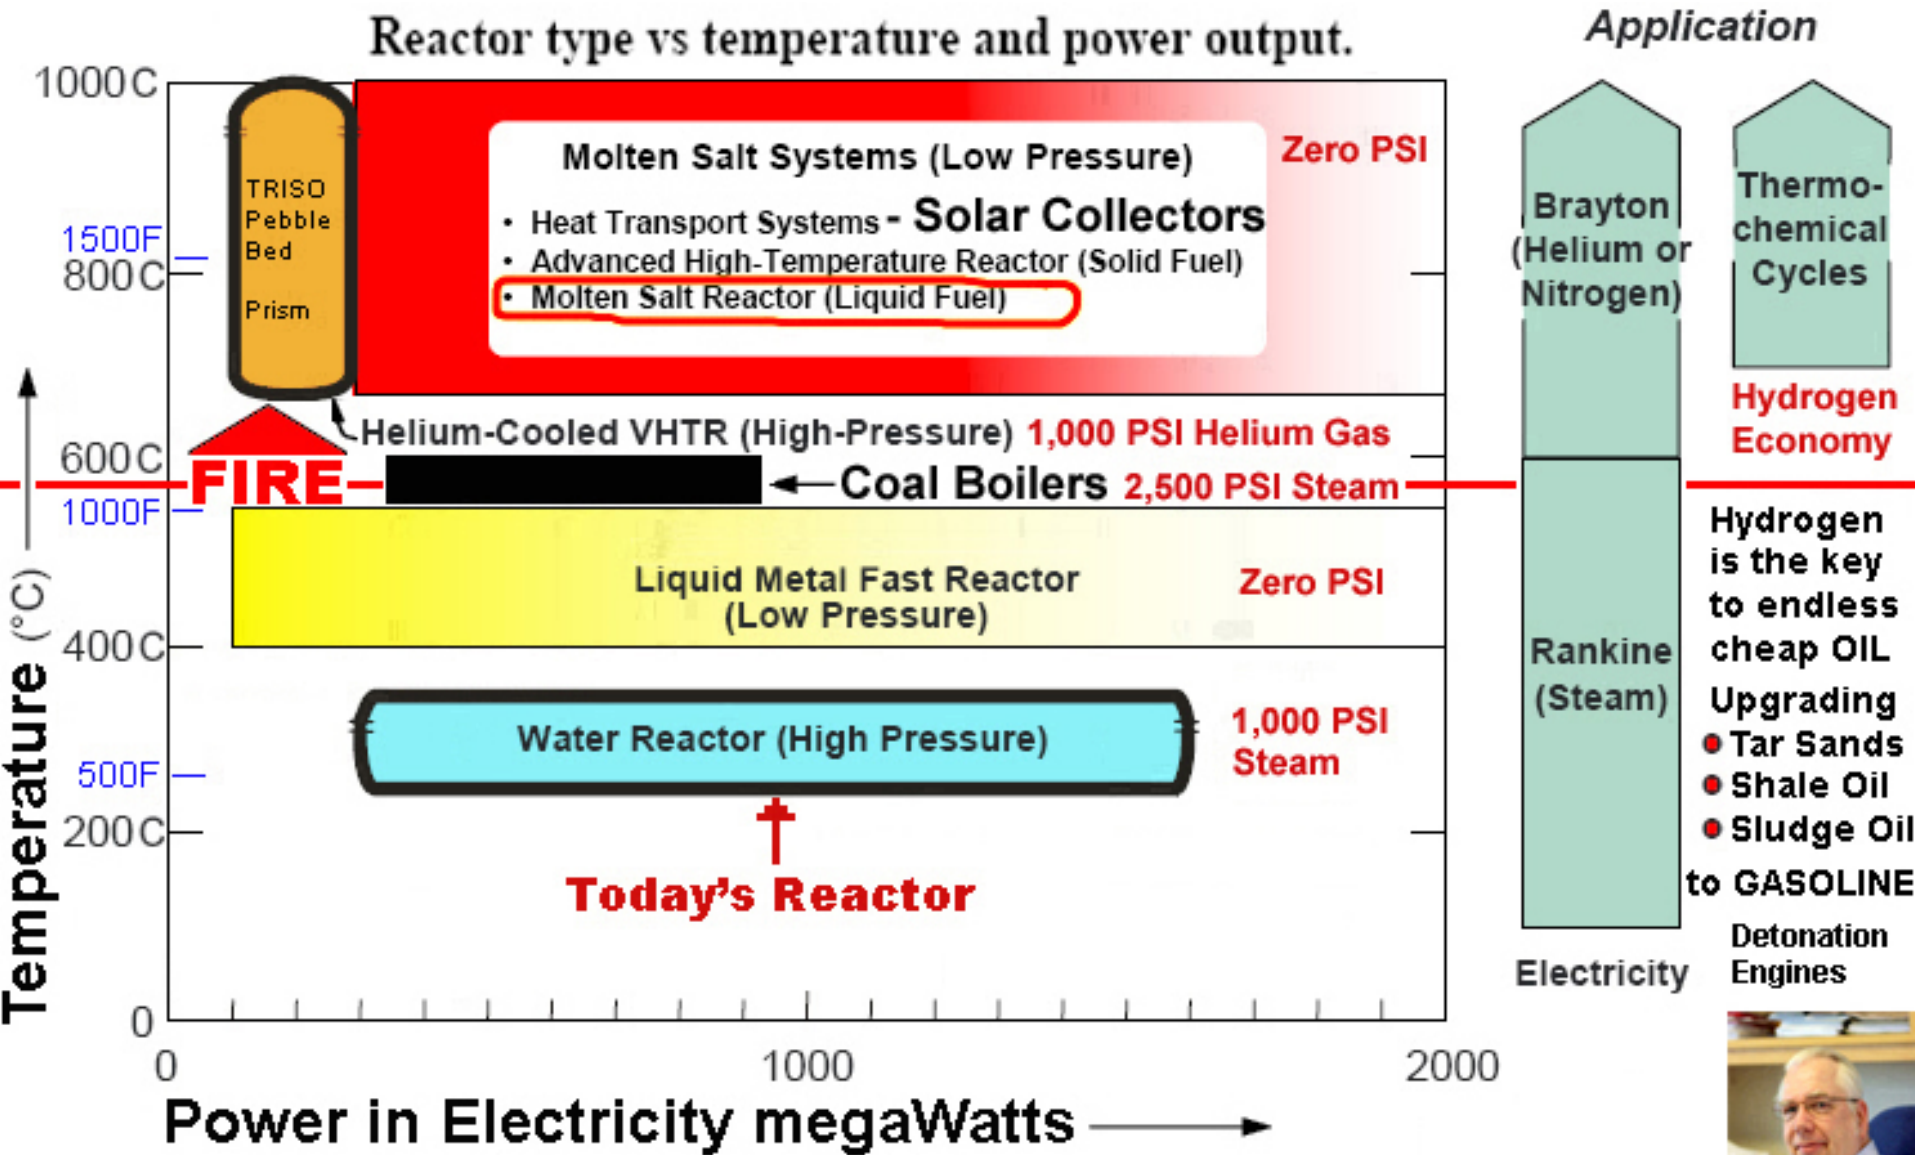 Reactor type vs temperature and power output.
Application
1000C
1500F
800C
600C
1000F
400C
500F
200C
0
Temperature (°C)
TRISO
Pebble
Bed
Prism
Molten Salt Systems (Low Pressure)
• Heat Transport Systems - Solar Collectors
• Advanced High-Temperature Reactor (Solid Fuel)
• Molten Salt Reactor (Liquid Fuel)
Zero PSI
Helium-Cooled VHTR (High-Pressure) 1,000 PSI Helium Gas
FIRE
Coal Boilers 2,500 PSI Steam
Liquid Metal Fast Reactor
(Low Pressure)
Zero PSI
Water Reactor (High Pressure)
1,000 PSI
Steam
Today's Reactor
0
1000
2000
Power in Electricity megaWatts
Brayton
(Helium or
Nitrogen)
Rankine
(Steam)
Electricity
Thermo-
chemical
Cycles
Hydrogen
Economy
Hydrogen
is the key
to endless
cheap OIL
Upgrading
Tar Sands
Shale Oil
Sludge Oil
to GASOLINE
Detonation
Engines